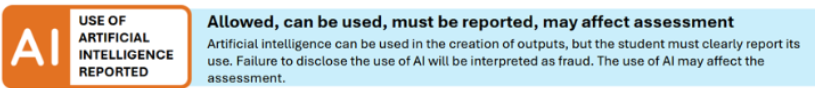 AI
USE OF
ARTIFICIAL
INTELLIGENCE
REPORTED
Allowed, can be used, must be reported, may affect assessment
Artificial intelligence can be used in the creation of outputs, but the student must clearly report its
use. Failure to disclose the use of AI will be interpreted as fraud. The use of AI may affect the
assessment.